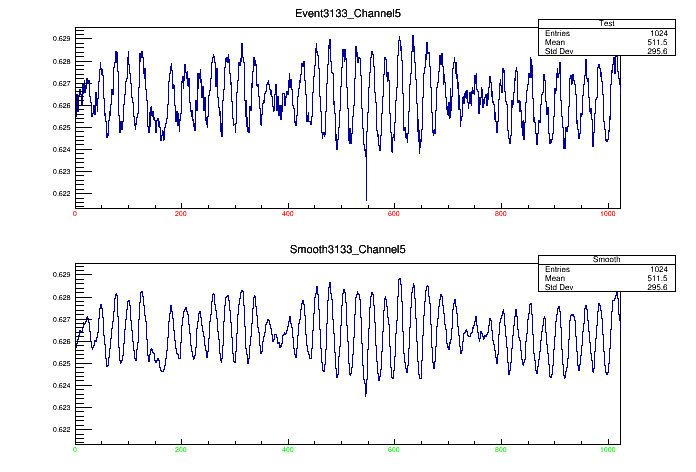 Event3133_Channel5
Test
Entries 1024
Mean 511.5
Std Dev 295.6
0.629
0.628
0.627
0.626
0.625
0.624
0.623
0.622
0 200 400 600 800 1000
Smooth3133_Channel5
Smooth
Entries 1024
Mean 511.5
Std Dev 295.6
0.629
0.628
0.627
0.626
0.625
0.624
0.623
0.622
0 200 400 600 800 1000